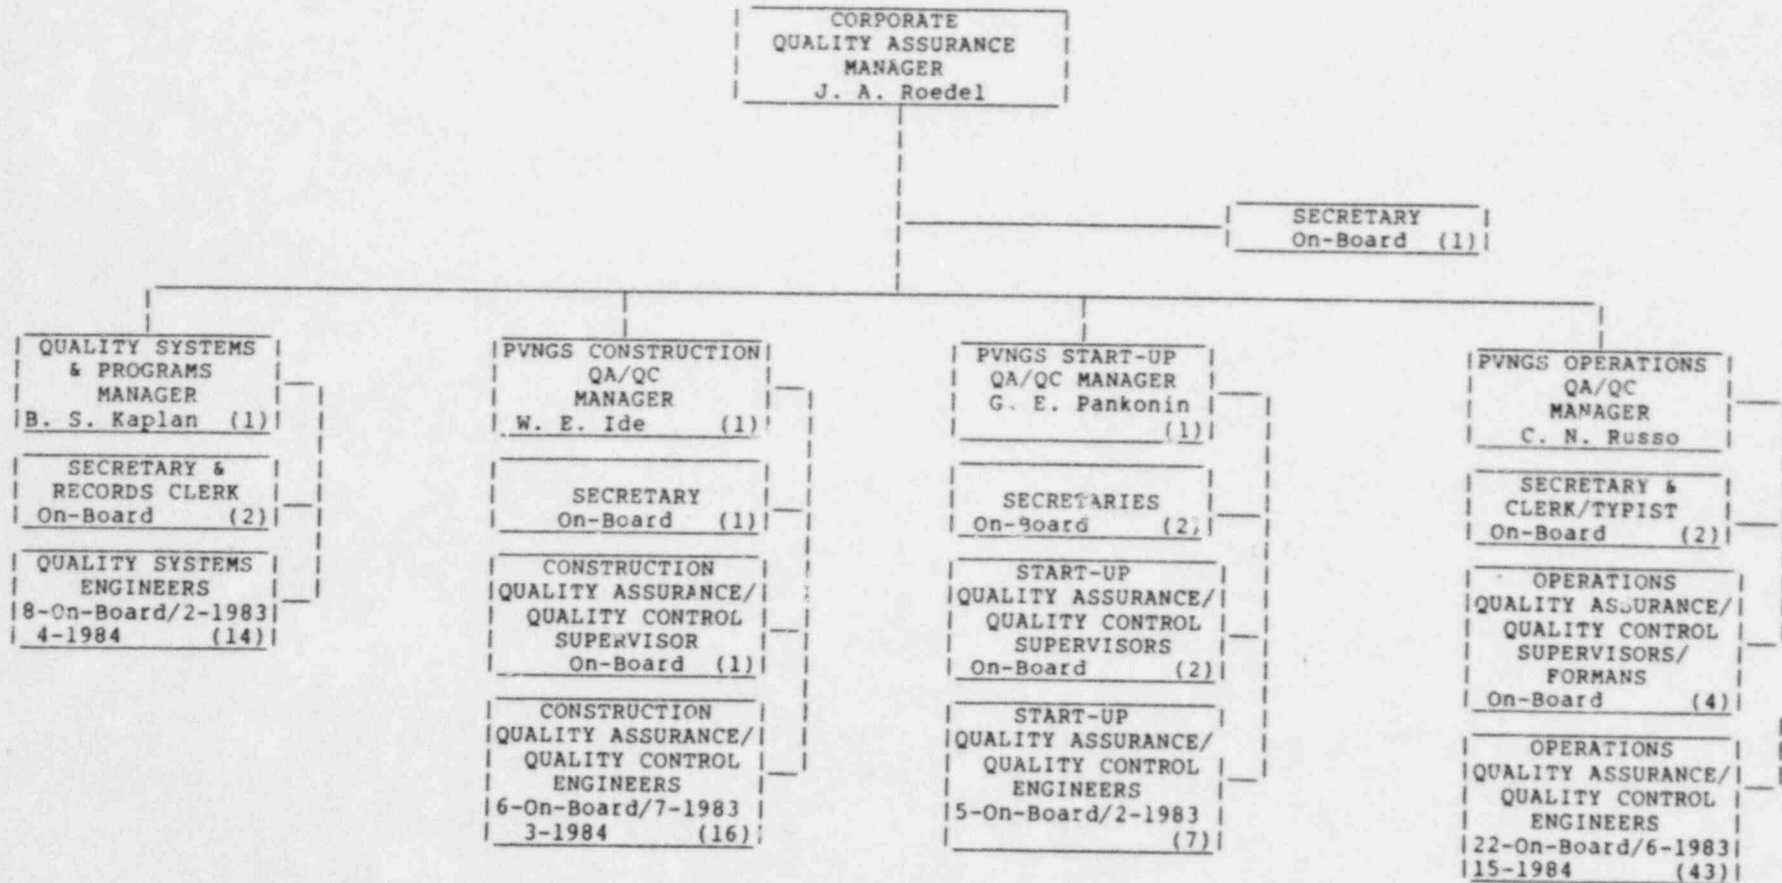 CORPORATE
QUALITY ASSURANCE
MANAGER
J. A. Roedel
SECRETARY
On-Board (1)
QUALITY SYSTEMS
& PROGRAMS
MANAGER
B. S. Kaplan (1)
SECRETARY &
RECORDS CLERK
On-Board (2)
QUALITY SYSTEMS
ENGINEERS
8-On-Board/2-1983
4-1984 (14)
PVNGS CONSTRUCTION
QA/QC
MANAGER
W. E. Ide (1)
SECRETARY
On-Board (1)
CONSTRUCTION
QUALITY ASSURANCE/
QUALITY CONTROL
SUPERVISOR
On-Board (1)
CONSTRUCTION
QUALITY ASSURANCE/
QUALITY CONTROL
ENGINEERS
6-On-Board/7-1983
3-1984 (16)
PVNGS START-UP
QA/QC MANAGER
G. E. Pankonin
(1)
SECRETARIES
On-Board (2)
START-UP
QUALITY ASSURANCE/
QUALITY CONTROL
SUPERVISORS
On-Board (2)
START-UP
QUALITY ASSURANCE/
QUALITY CONTROL
ENGINEERS
5-On-Board/2-1983
(7)
PVNGS OPERATIONS
QA/QC
MANAGER
C. N. Russo
SECRETARY &
CLERK/TYPIST
On-Board (2)
OPERATIONS
QUALITY ASSURANCE/
QUALITY CONTROL
SUPERVISORS/
FORMANS
On-Board (4)
OPERATIONS
QUALITY ASSURANCE/
QUALITY CONTROL
ENGINEERS
22-On-Board/6-1983
15-1984 (43)